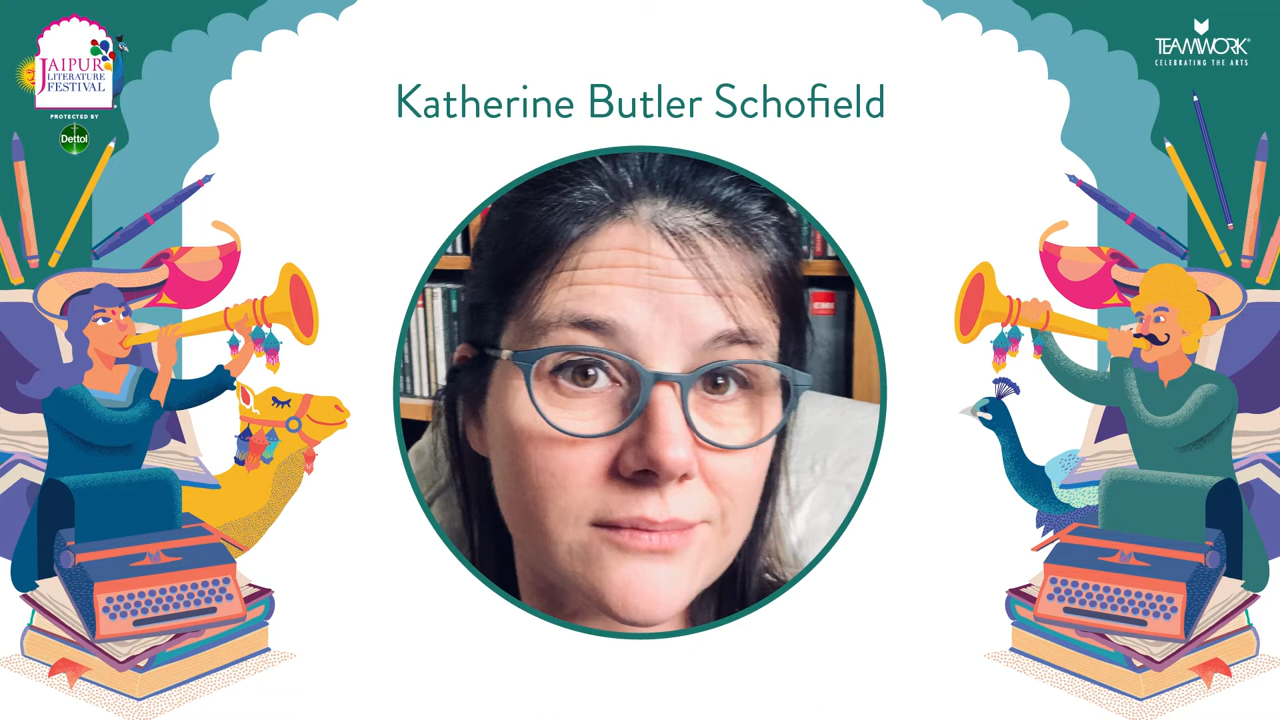 JAIPUR
LITERATURE
FESTIVAL
PROTECTED BY
Dettol
TEAMWORK®
CELEBRATING THE ARTS
Katherine Butler Schofield